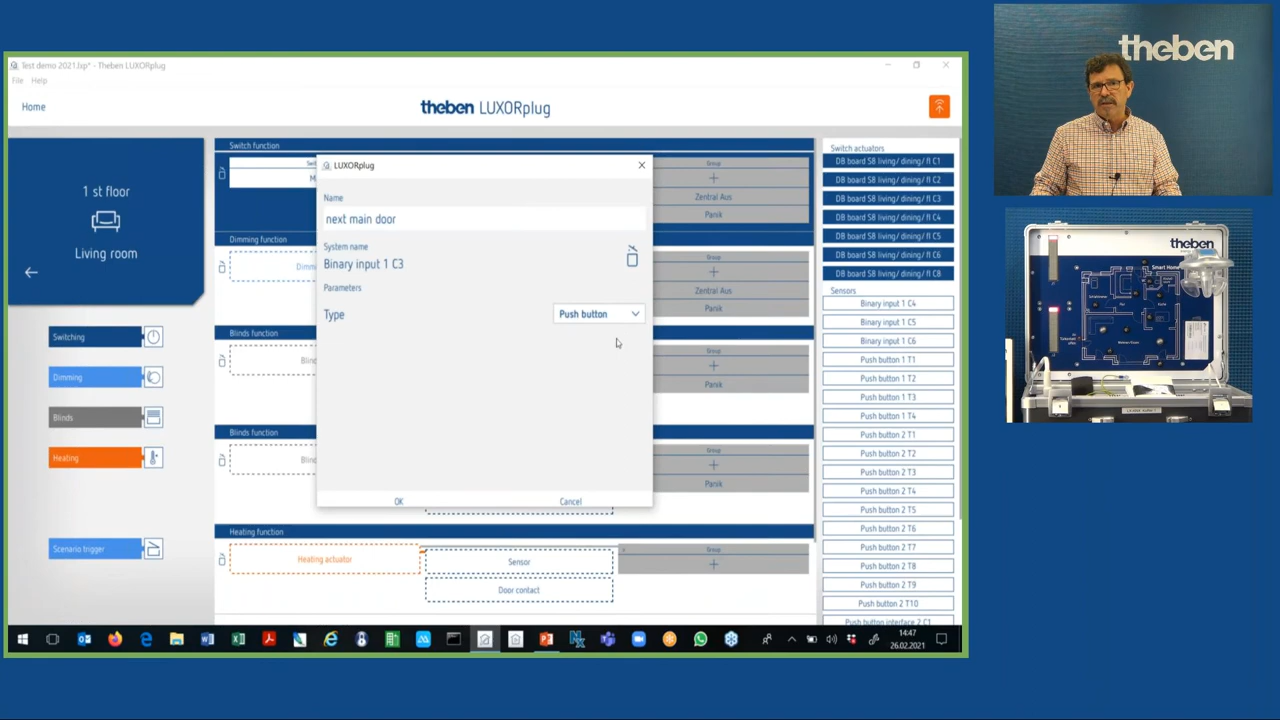 Test demo 2021.lxp* - Theben LUXORplug
File Help
Home
theben LUXORplug
1 st floor
Living room
Switching
Dimming
Blinds
Heating
Scenario trigger
Switch function
Group
Zentral Aus
Panik
Dimming function
Group
Zentral Aus
Panik
Blinds function
Group
Panik
Blinds function
Group
Panik
Heating function
Heating actuator
Sensor
Door contact
Group
LUXORplug
Name
next main door
System name
Binary input 1 C3
Parameters
Type
Push button
OK
Cancel
Switch actuators
DB board S8 living/ dining/ fl C1
DB board S8 living/ dining/ fl C2
DB board S8 living/ dining/ fl C3
DB board S8 living/ dining/ fl C4
DB board S8 living/ dining/ fl C5
DB board S8 living/ dining/ fl C6
DB board S8 living/ dining/ fl C8
Sensors
Binary input 1 C4
Binary input 1 C5
Binary input 1 C6
Push button 1 T1
Push button 1 T2
Push button 1 T3
Push button 1 T4
Push button 2 T1
Push button 2 T2
Push button 2 T3
Push button 2 T4
Push button 2 T5
Push button 2 T6
Push button 2 T7
Push button 2 T8
Push button 2 T9
Push button 2 T10
Push button interface 2 C1
14:47
26.02.2021
theben
theben
Smart Home